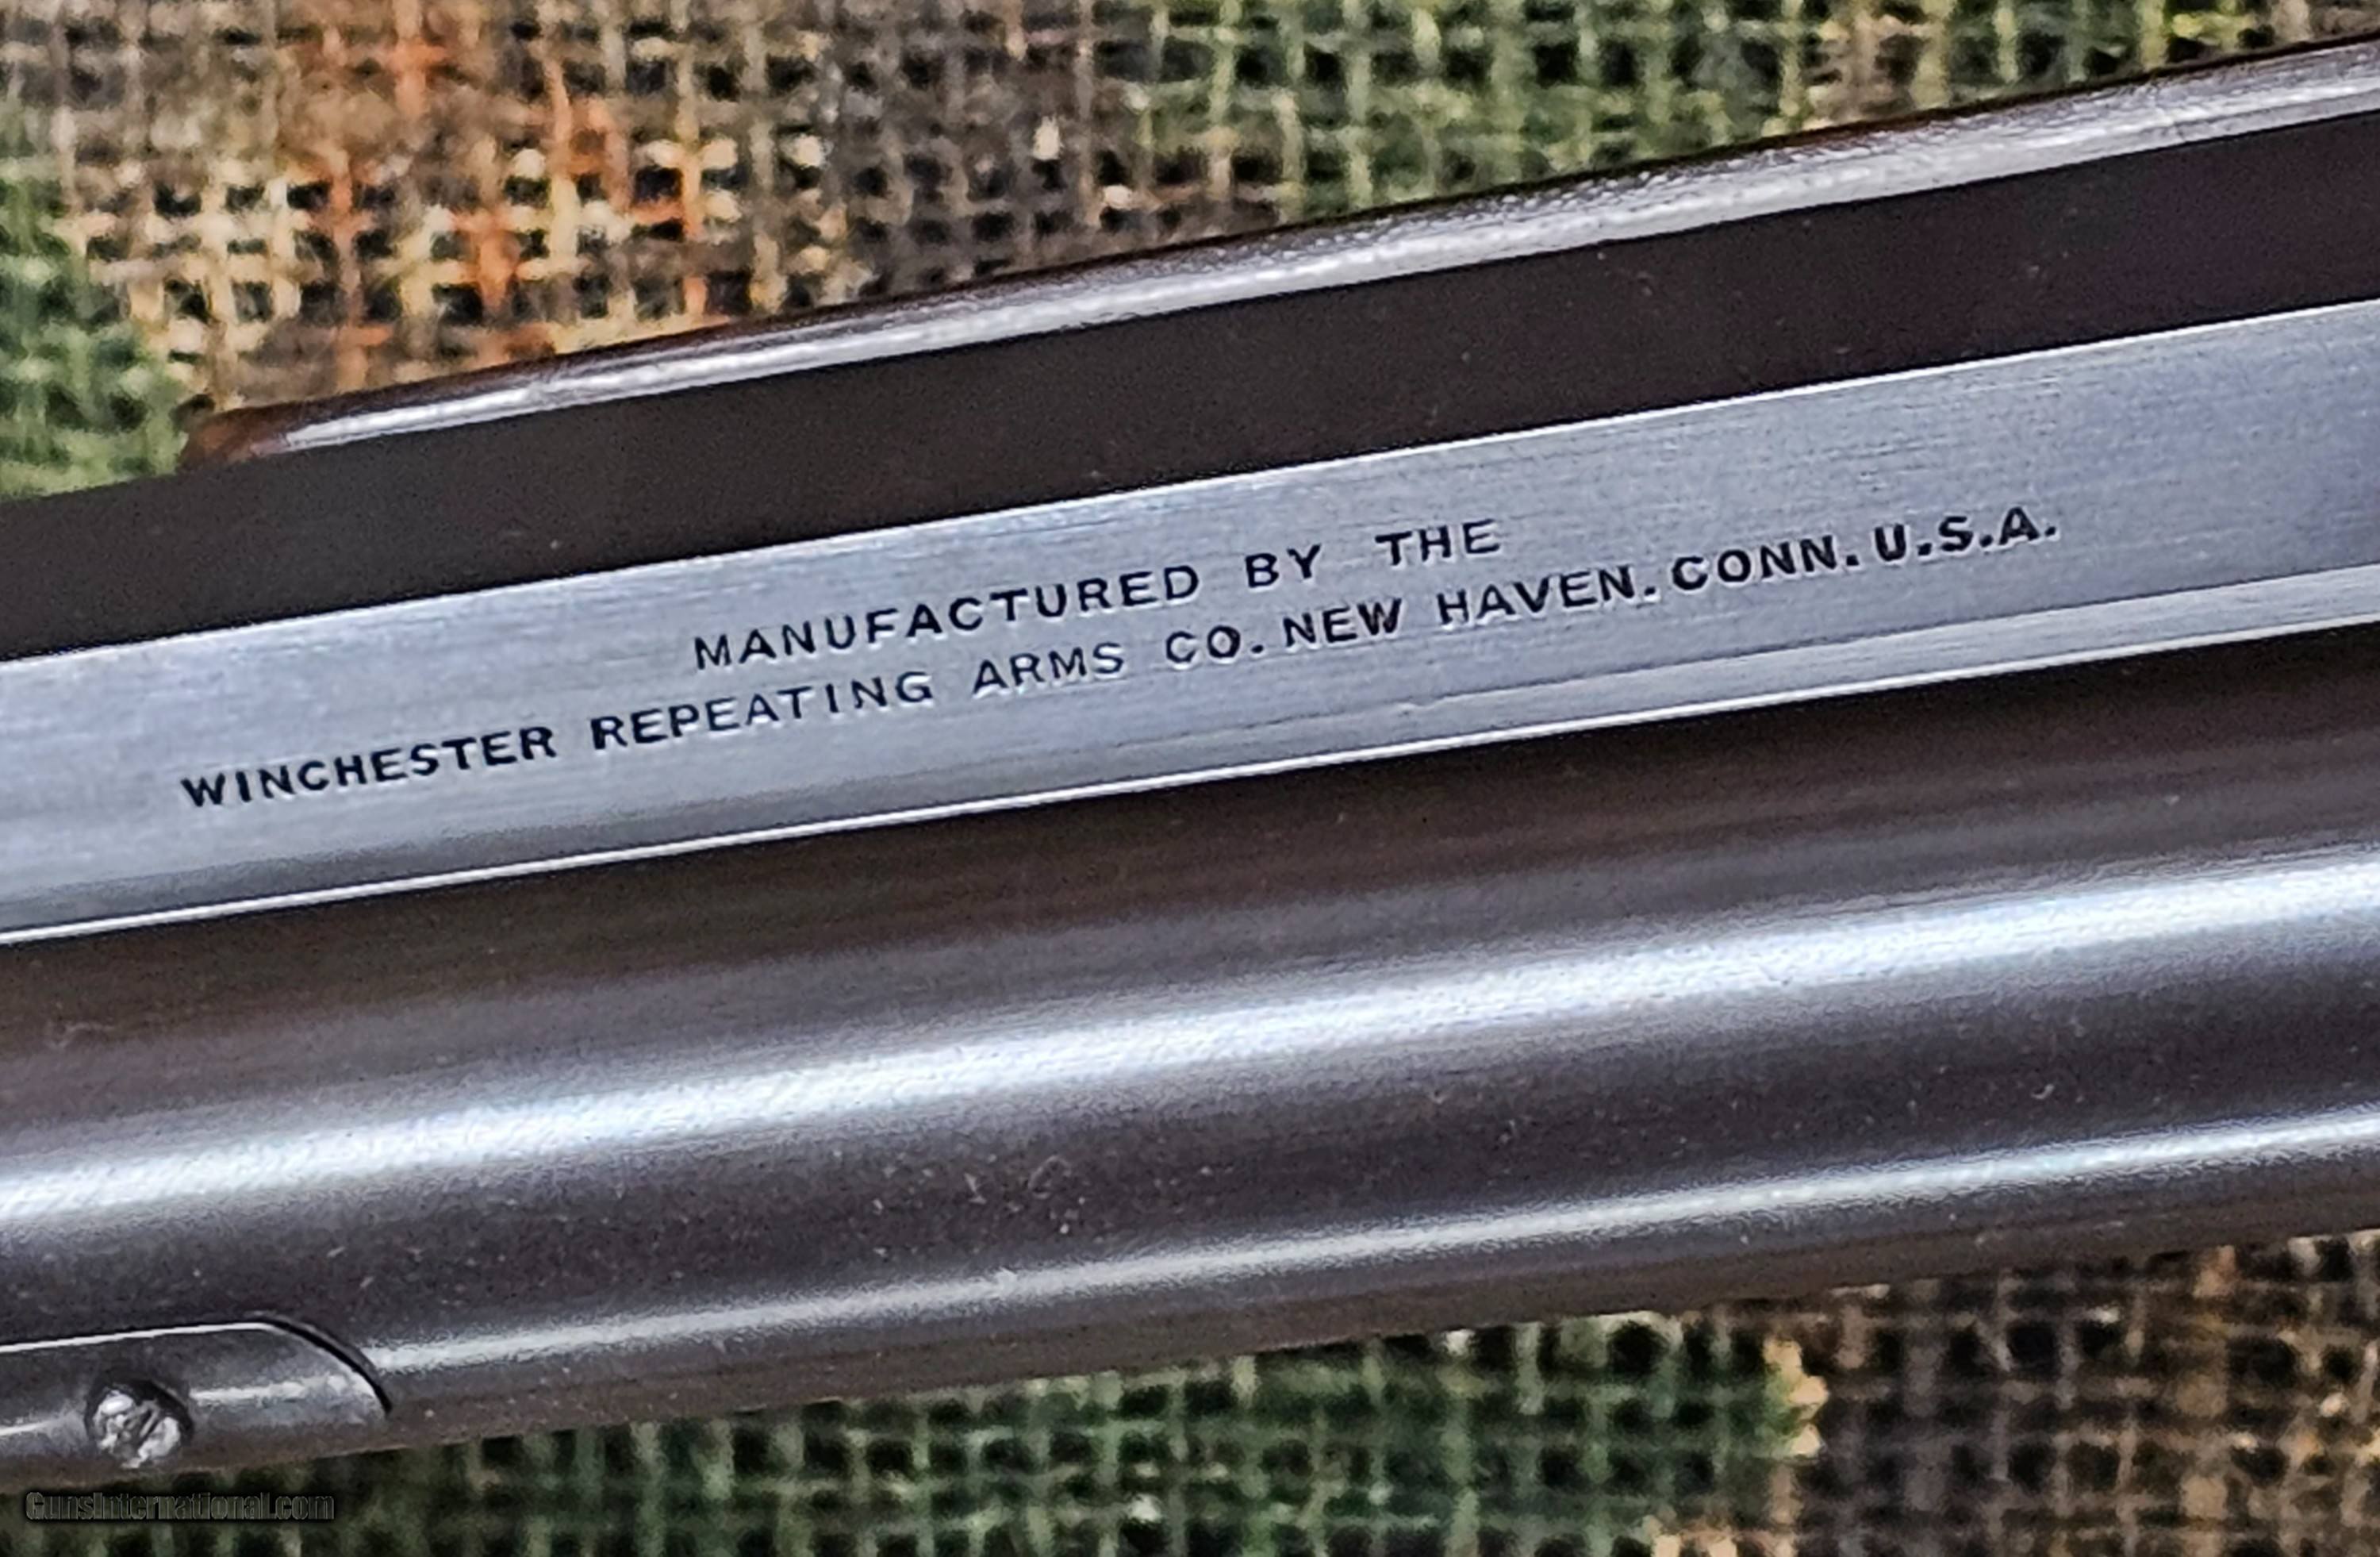 MANUFACTURED BY THE
WINCHESTER REPEATING ARMS CO. NEW HAVEN. CONN. U.S.A.
GunsInternational.com